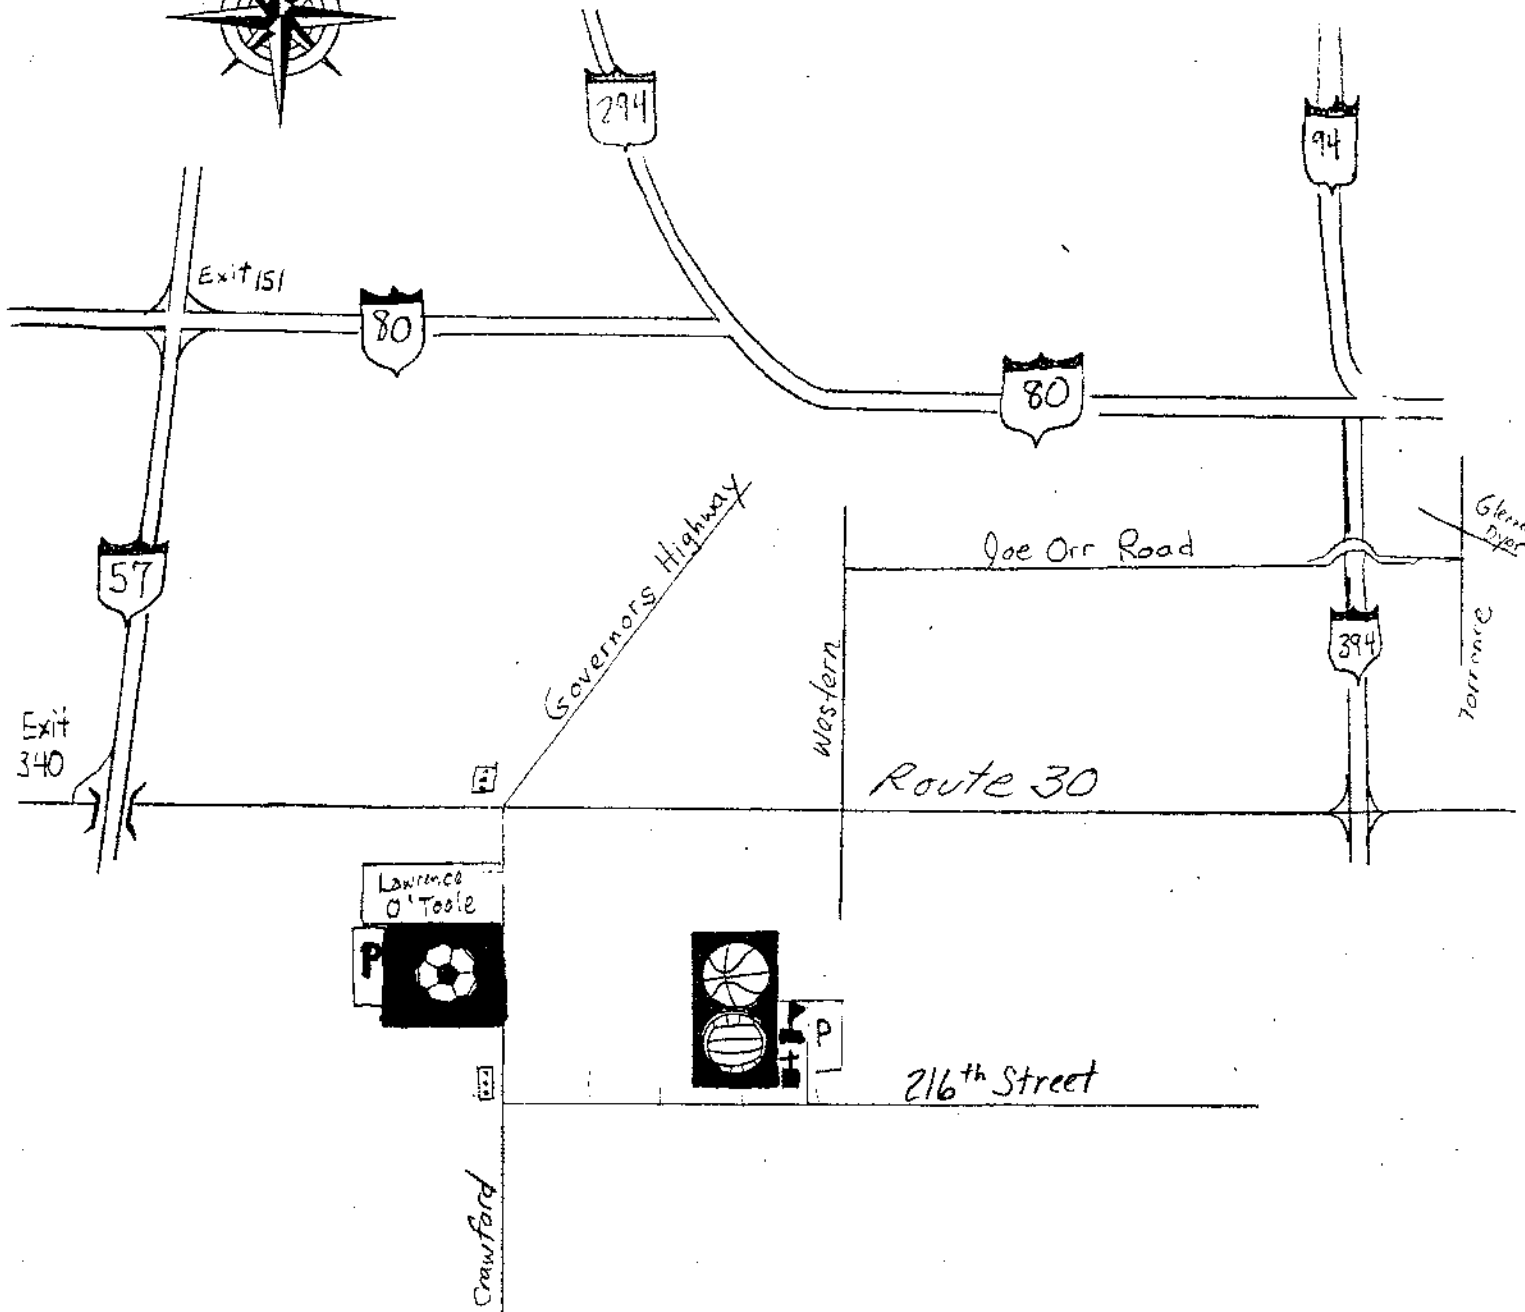 294
94
Exit 151
80
80
Governors Highway
Joe Orr Road
57
Western
394
Torrence
Exit
340
Route 30
Lawrence
O'Toole
P
P
216th Street
Crawford